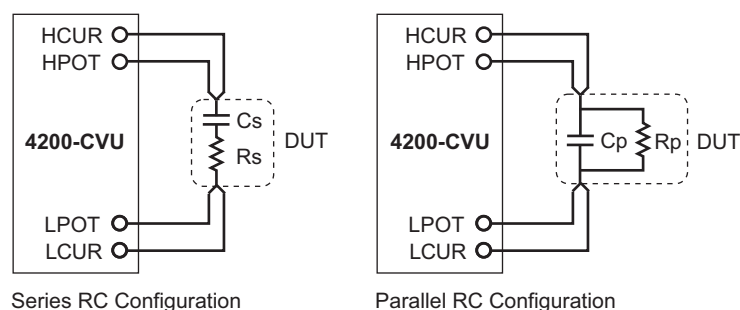 HCUR
HPOT
4200-CVU
Cs
Rs
DUT
LPOT
LCUR
Series RC Configuration
HCUR
HPOT
4200-CVU
Cp
Rp
DUT
LPOT
LCUR
Parallel RC Configuration